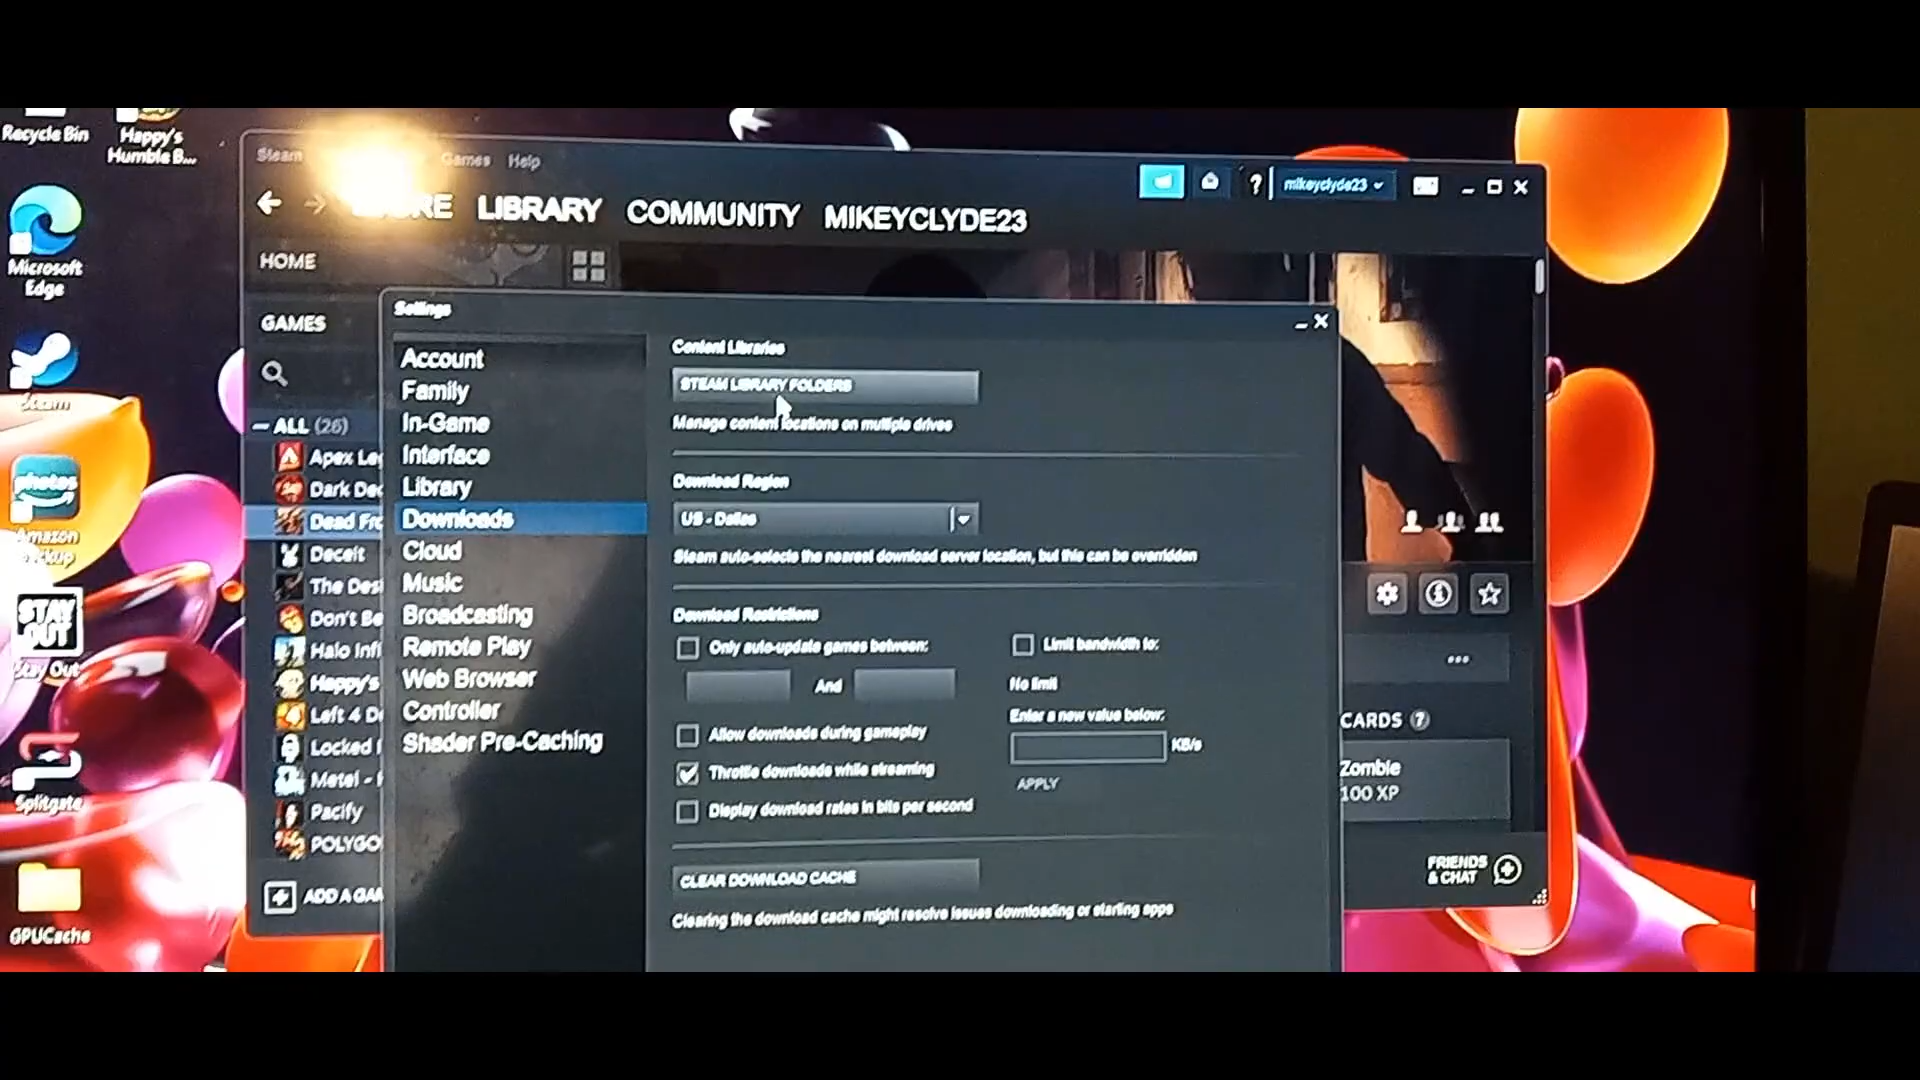 Recycle Bin
Happy's
Humble B...
Microsoft
Edge
Steam
photos
Amazon
STAY
OUT
Stay Out
Splitgate
GPUCache
Steam
Games
Help
mikeyclyde23
LIBRARY
COMMUNITY
MIKEYCLYDE23
HOME
GAMES
ALL (26)
Apex Le
Dark De
Dead Fr
Deceit
The Des
Don't Be
Halo Infi
Happy's
Left 4 D
Locked
Metal -
Pacify
POLYGO
ADD A GA
Settings
Account
Family
In-Game
Interface
Library
Downloads
Cloud
Music
Broadcasting
Remote Play
Web Browser
Controller
Shader Pre-Caching
Content Libraries
STEAM LIBRARY FOLDERS
Manage content locations on multiple drives
Download Region
US - Dallas
Steam auto-selects the nearest download server location, but this can be overridden
Download Restrictions
Only auto-update games between:
And
Allow downloads during gameplay
Throttle downloads while streaming
Display download rates in bits per second
Limit bandwidth to:
No limit
Enter a new value below:
KB/s
APPLY
CLEAR DOWNLOAD CACHE
Clearing the download cache might resolve issues downloading or starting apps
CARDS
Zombie
100 XP
FRIENDS
& CHAT